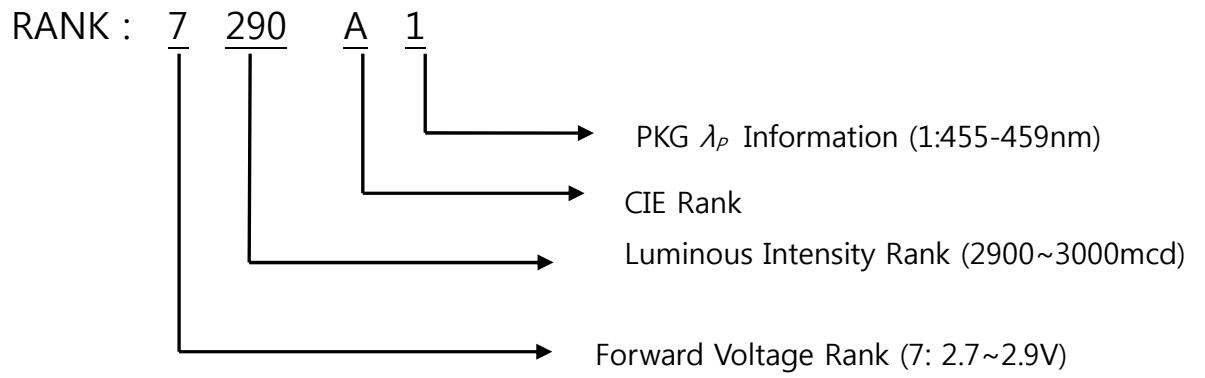 RANK : 7 290 A 1
PKG λP Information (1:455-459nm)
CIE Rank
Luminous Intensity Rank (2900~3000mcd)
Forward Voltage Rank (7: 2.7~2.9V)